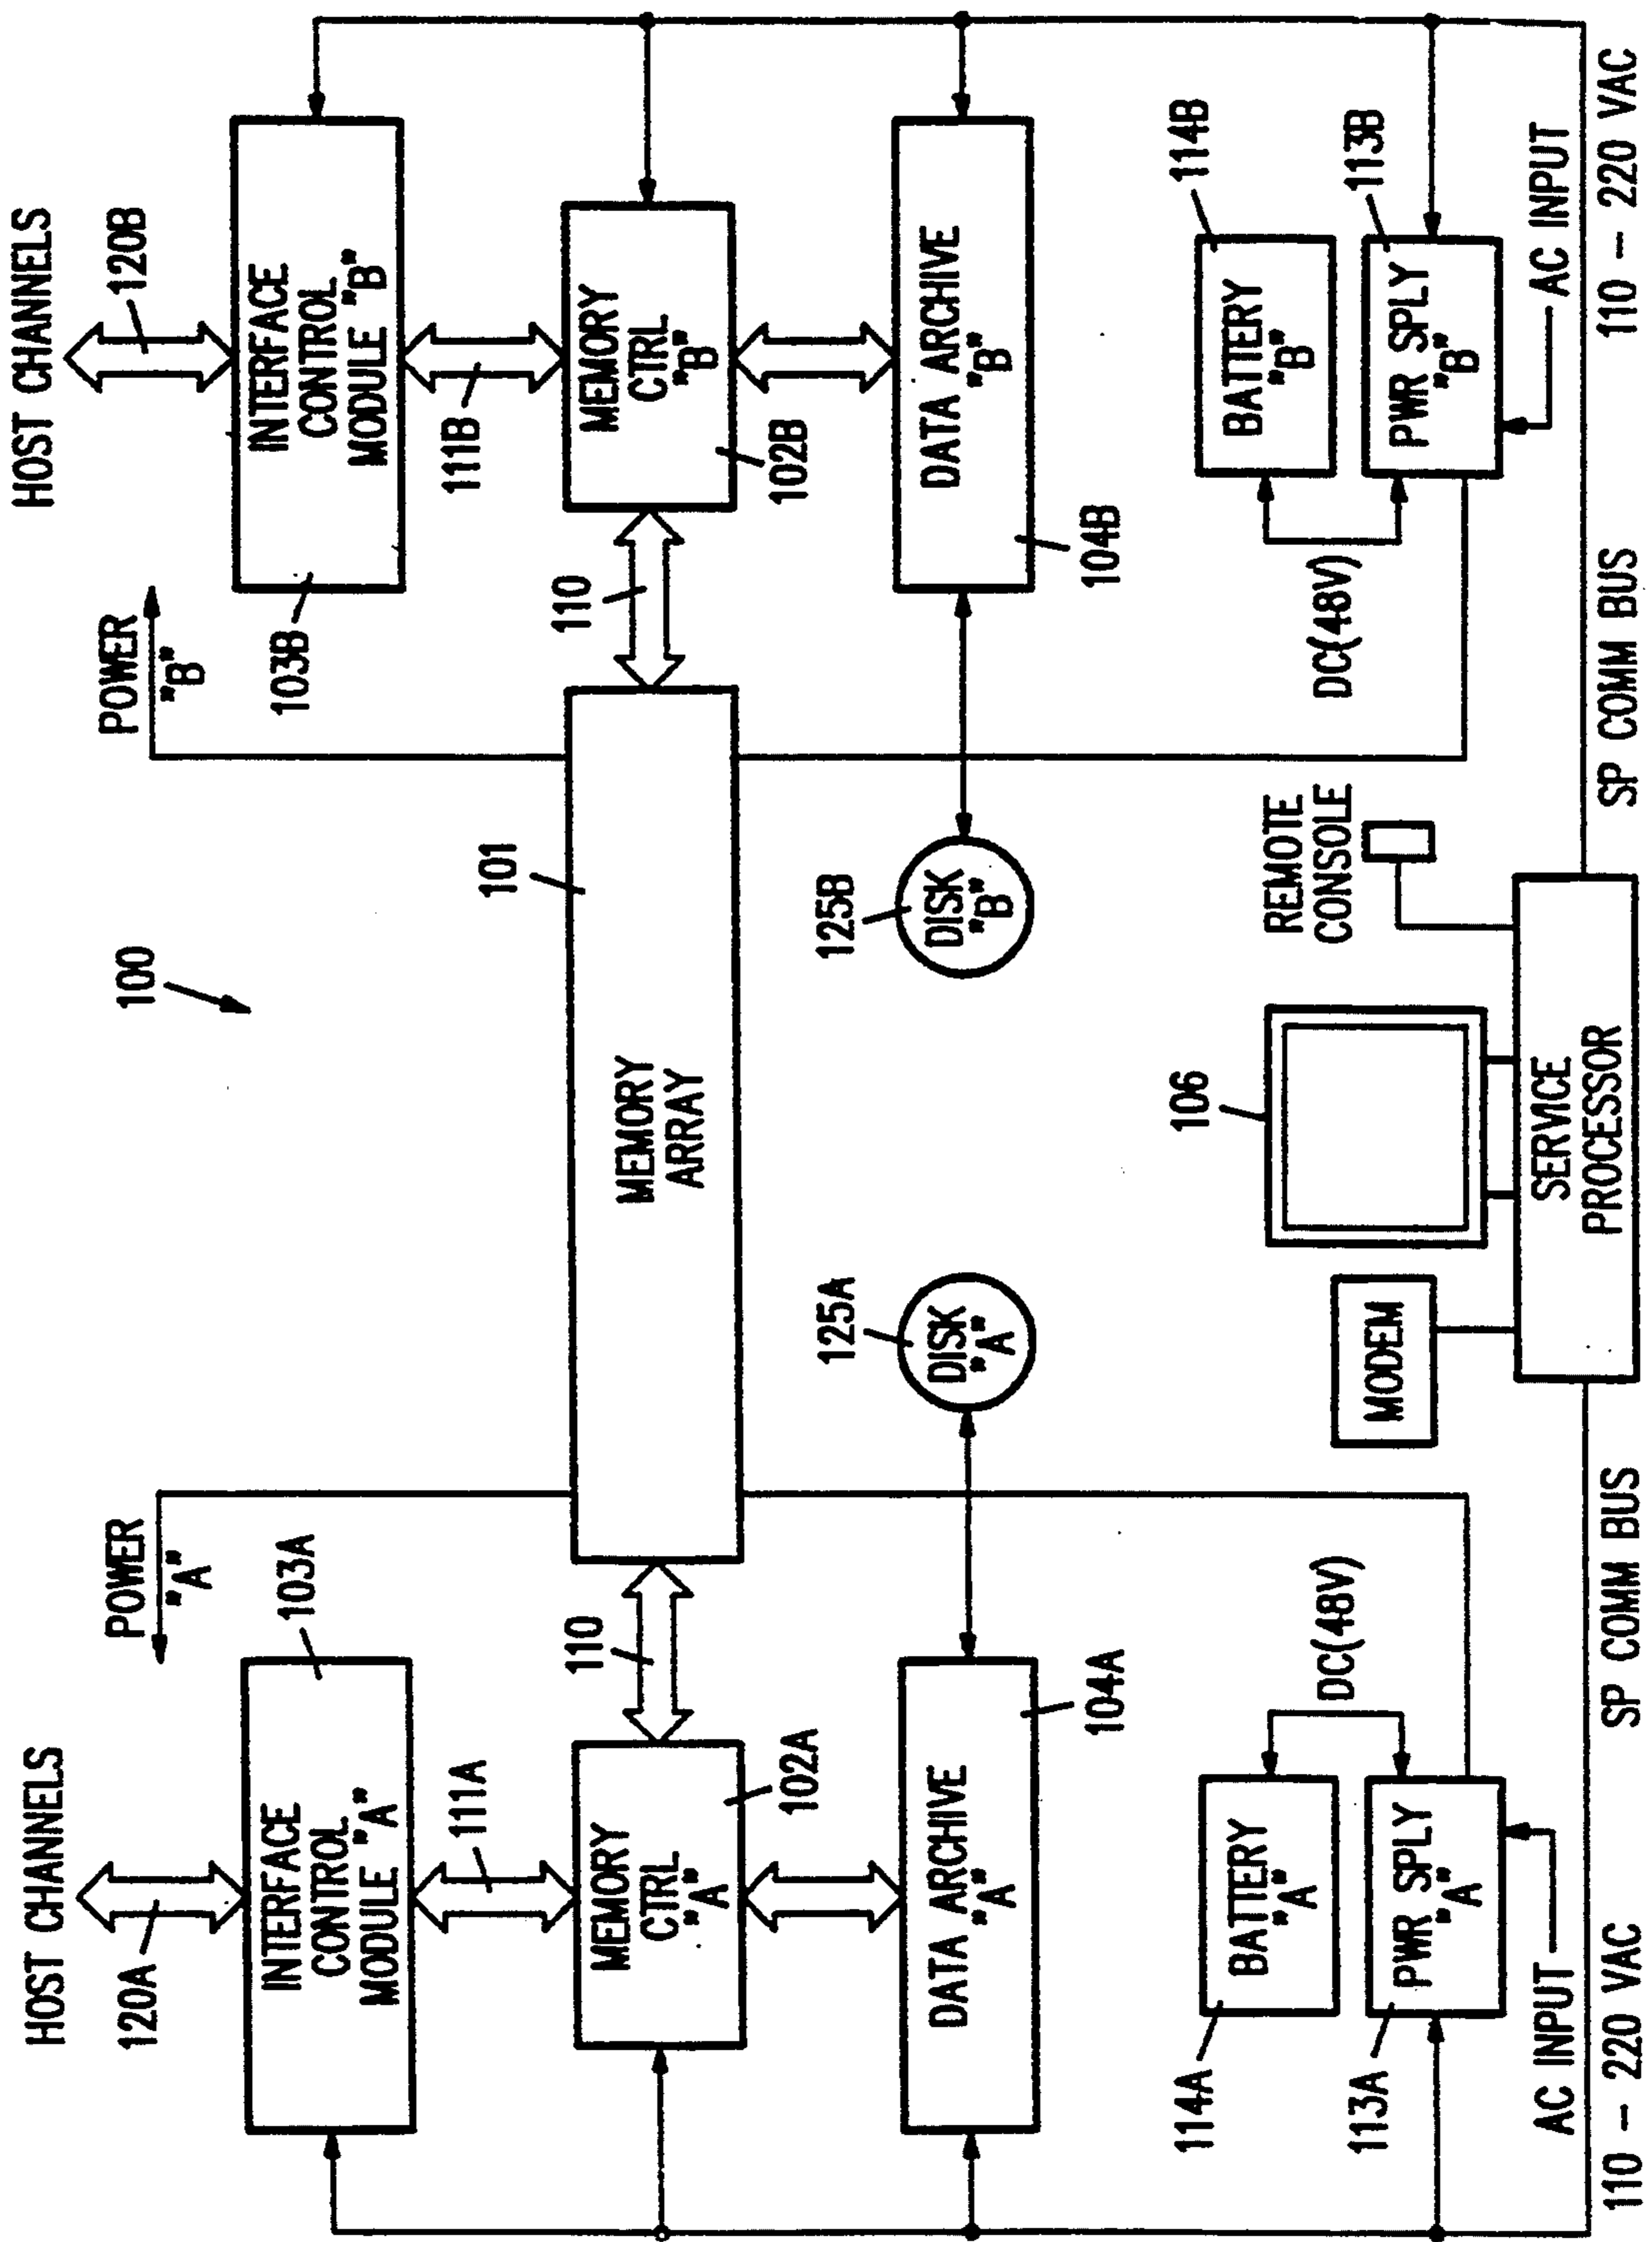 HOST CHANNELS
120A
INTERFACE
CONTROL
MODULE "A"
103A
POWER
"A"
111A
MEMORY
CTRL
"A"
102A
110
DATA ARCHIVE
"A"
104A
DISK
"A"
125A
114A
BATTERY
"A"
DC(48V)
113A
PWR SPLY
"A"
AC INPUT
110 - 220 VAC
SP COMM BUS
100
101
MEMORY
ARRAY
MODEM
106
SERVICE
PROCESSOR
REMOTE
CONSOLE
HOST CHANNELS
120B
POWER
"B"
103B
INTERFACE
CONTROL
MODULE "B"
111B
110
MEMORY
CTRL
"B"
102B
125B
DISK
"B"
DATA ARCHIVE
"B"
104B
BATTERY
"B"
114B
DC(48V)
PWR SPLY
"B"
113B
AC INPUT
SP COMM BUS
110 - 220 VAC